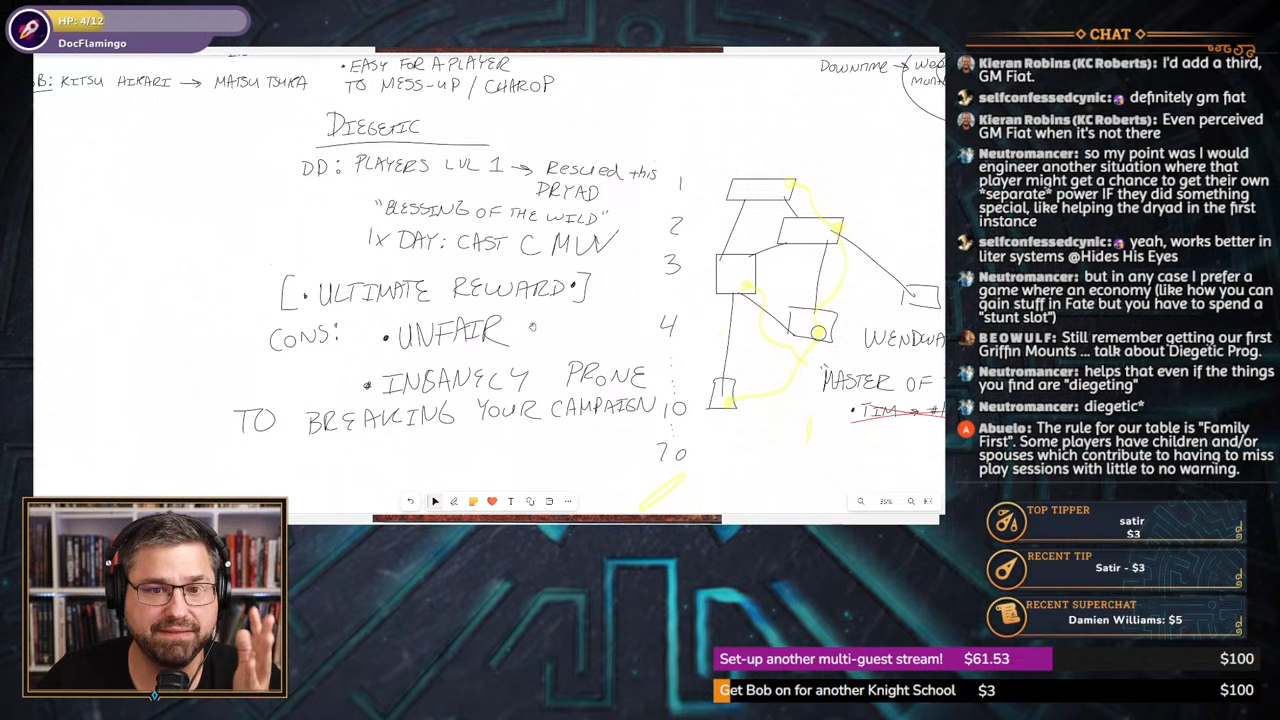 HP: 4/12
DocFlamingo
B: KITSU HIKARI → MATSU TSUKA
• EASY FOR A PLAYER
TO MESS-UP / CHAROP
DIEGETIC
DD: PLAYERS LVL 1 → Rescued this
DRYAD
"BLESSING OF THE WILD"
1x DAY: CAST C MUV
[• ULTIMATE REWARD •]
CONS: • UNFAIR
• INSANELY PRONE
TO BREAKING YOUR CAMPAIGN
1
2
3
4
10
20
DOWNTIME →
WENDWA
"MASTER OF
• TIM →
35%
CHAT
Kieran Robins (KC Roberts): I'd add a third,
GM Fiat.
selfconfessedcynic: definitely gm fiat
Kieran Robins (KC Roberts): Even perceived
GM Fiat when it's not there
Neutromancer: so my point was I would
engineer another situation where that
player might get a chance to get their own
*separate* power IF they did something
special, like helping the dryad in the first
instance
selfconfessedcynic: yeah, works better in
liter systems @Hides His Eyes
Neutromancer: but in any case I prefer a
game where an economy (like how you can
gain stuff in Fate but you have to spend a
"stunt slot")
BEOWULF: Still remember getting our first
Griffin Mounts ... talk about Diegetic Prog.
Neutromancer: helps that even if the things
you find are "diegeting"
Neutromancer: diegetic*
Abuelo: The rule for our table is "Family
First". Some players have children and/or
spouses which contribute to having to miss
play sessions with little to no warning.
TOP TIPPER
satir
$3
RECENT TIP
Satir - $3
RECENT SUPERCHAT
Damien Williams: $5
Set-up another multi-guest stream! $61.53 $100
Get Bob on for another Knight School $3 $100